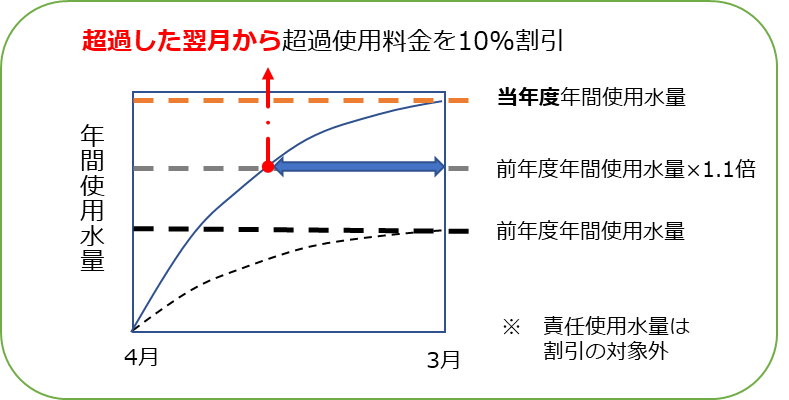 超過した翌月から超過使用料金を10%割引
当年度年間使用水量
年間使用水量
前年度年間使用水量×1.1倍
前年度年間使用水量
※ 責任使用水量は
割引の対象外
4月
3月